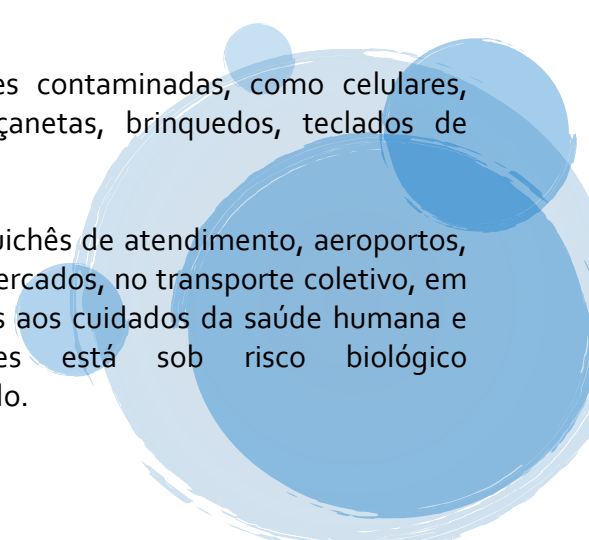 es contaminadas, como celulares,
çanetas, brinquedos, teclados de
uichês de atendimento, aeroportos,
ercados, no transporte coletivo, em
s aos cuidados da saúde humana e
es está sob risco biológico
lo.